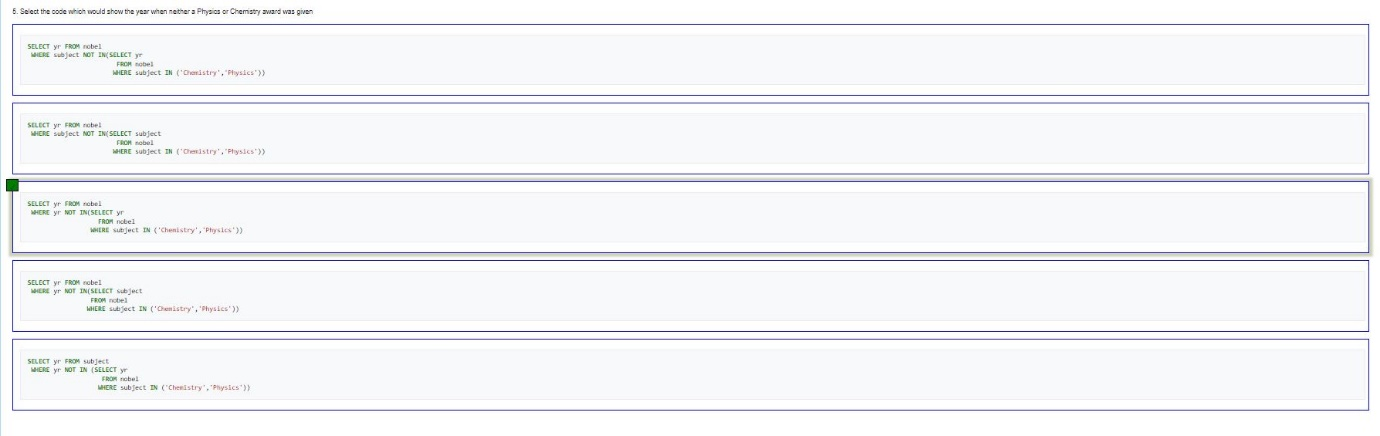 5. Select the code which would show the year when neither a Physics or Chemistry award was given
SELECT yr FROM nobel
WHERE subject NOT IN(SELECT yr
FROM nobel
WHERE subject IN ('Chemistry','Physics'))
SELECT yr FROM nobel
WHERE subject NOT IN(SELECT subject
FROM nobel
WHERE subject IN ('Chemistry','Physics'))
SELECT yr FROM nobel
WHERE yr NOT IN(SELECT yr
FROM nobel
WHERE subject IN ('Chemistry','Physics'))
SELECT yr FROM nobel
WHERE yr NOT IN(SELECT subject
FROM nobel
WHERE subject IN ('Chemistry','Physics'))
SELECT yr FROM subject
WHERE yr NOT IN (SELECT yr
FROM nobel
WHERE subject IN ('Chemistry','Physics'))